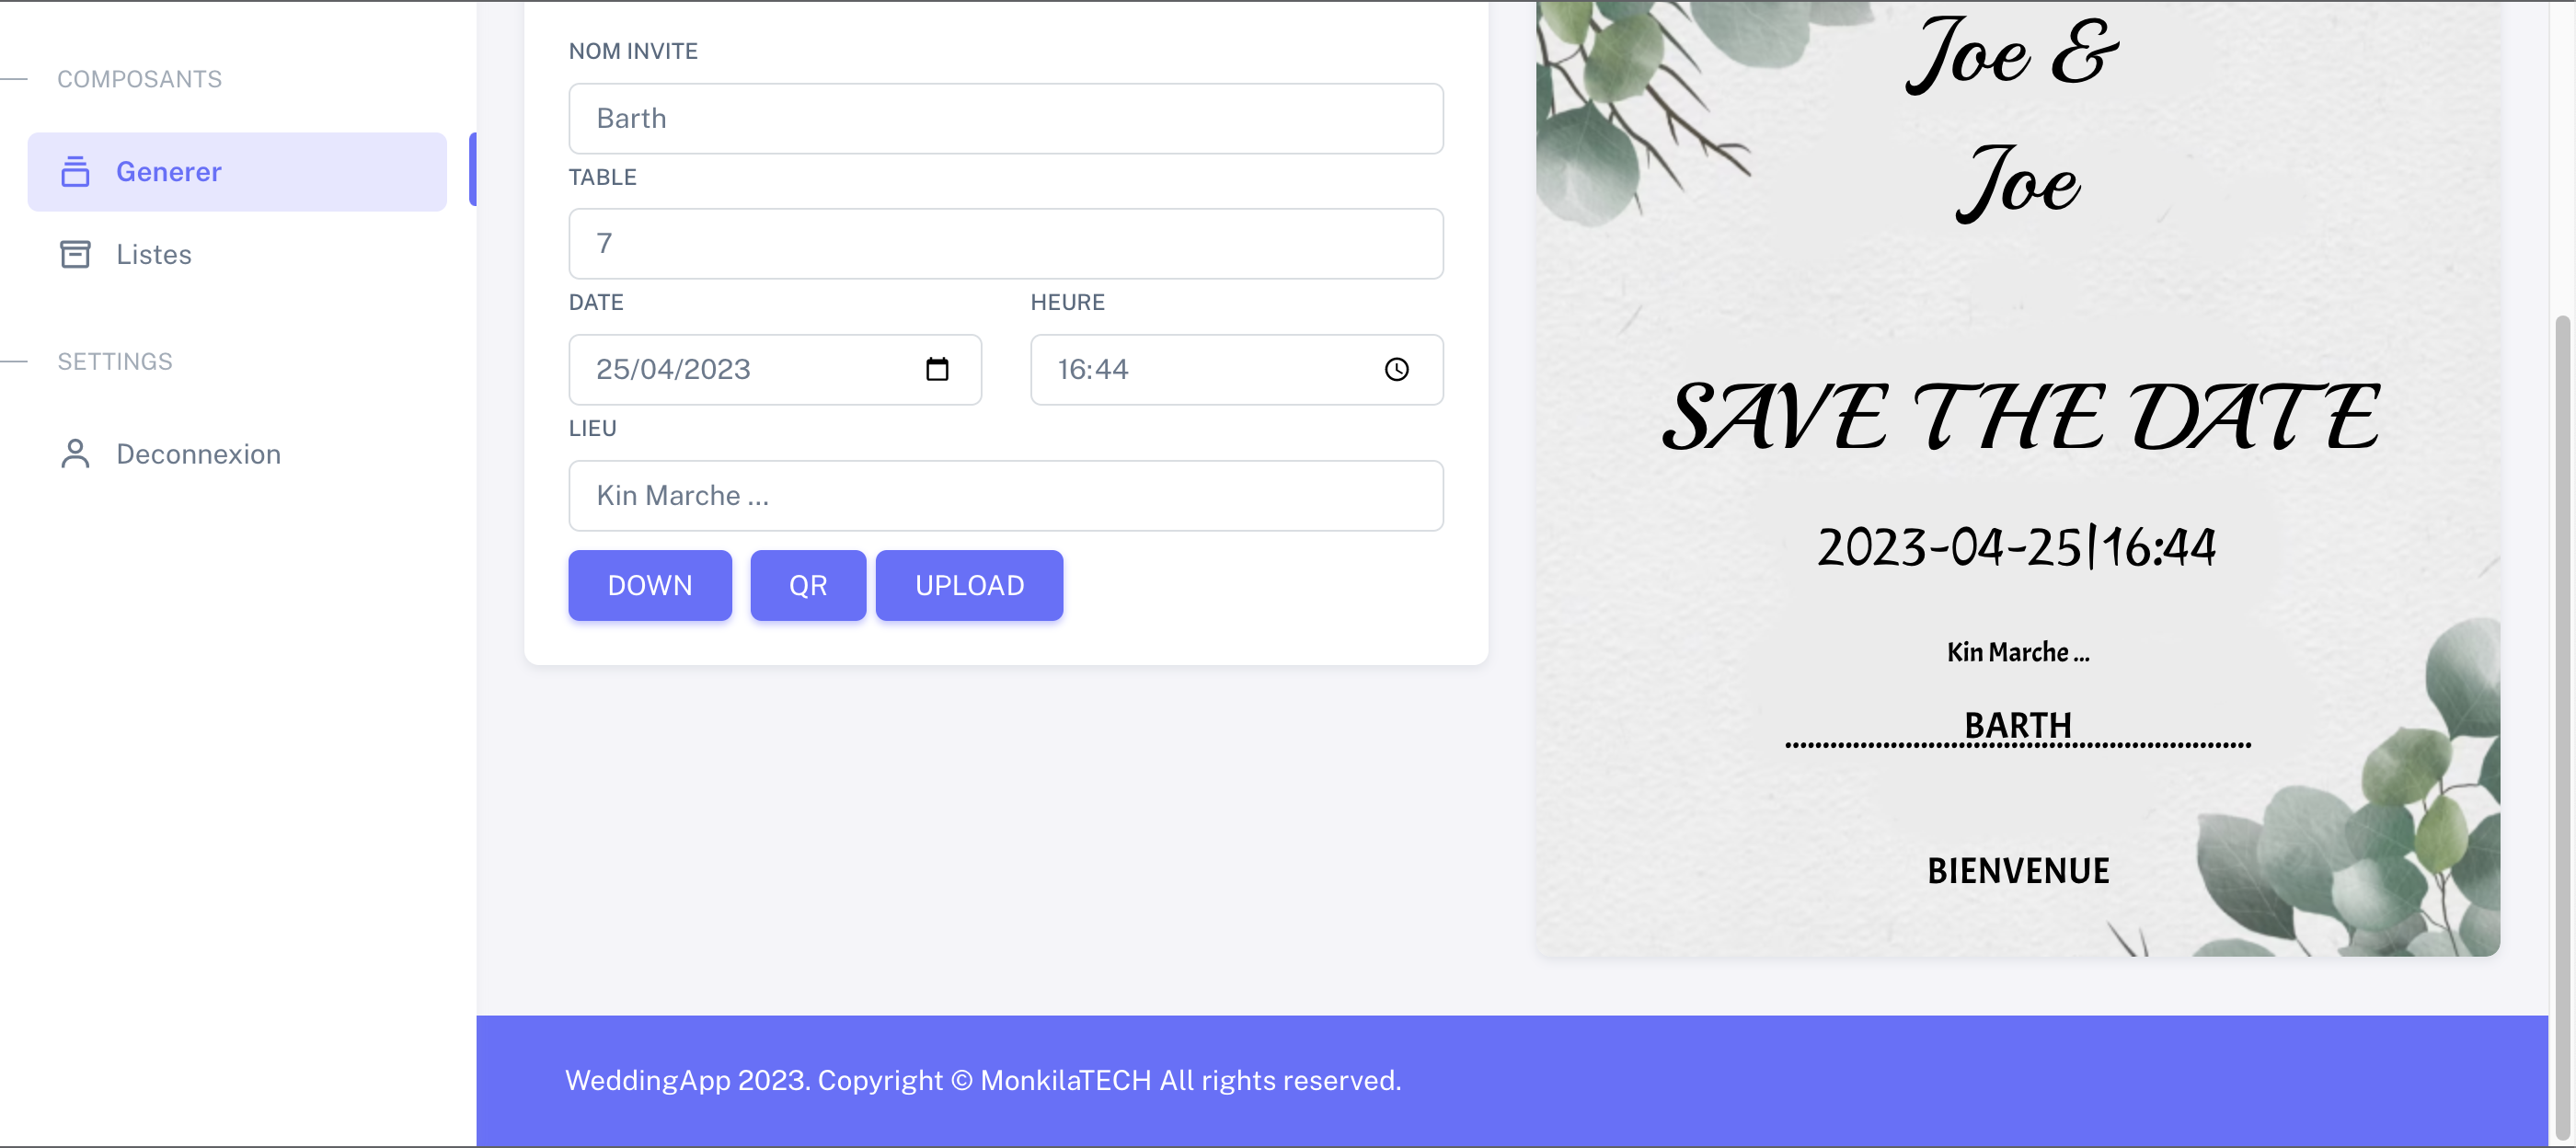 COMPOSANTS
Generer
Listes
SETTINGS
Deconnexion
NOM INVITE
Barth
TABLE
7
DATE
HEURE
25/04/2023
16:44
LIEU
Kin Marche ...
DOWN
QR
UPLOAD
Joe &
Joe
SAVE THE DATE
2023-04-25|16:44
Kin Marche ...
BARTH
BIENVENUE
WeddingApp 2023. Copyright © MonkilaTECH All rights reserved.